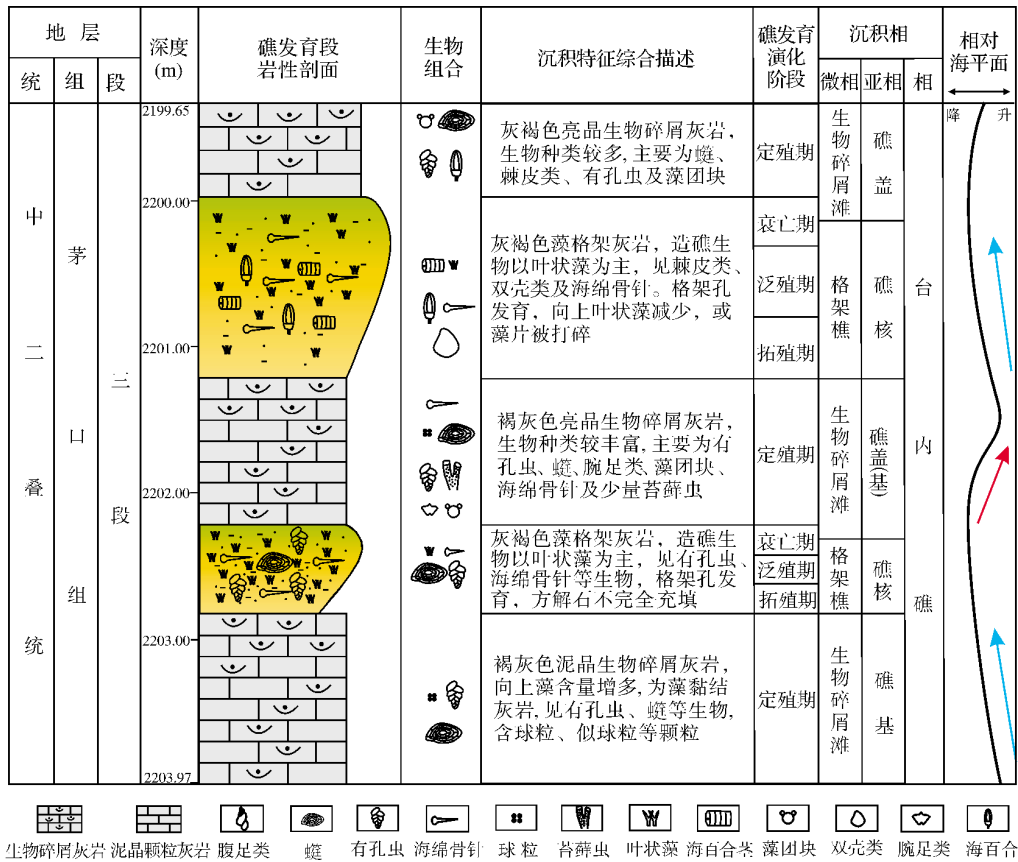 地 层
深度
(m)
礁发育段
岩性剖面
生物
组合
沉积特征综合描述
礁发育
演化
阶段
沉积相
相对
海平面
统
组
段
微相
亚相
相
降 升
中二叠统
茅口组
三段
2199.65
2200.00
2201.00
2202.00
2203.00
2203.97
灰褐色亮晶生物碎屑灰岩，
生物种类较多,主要为蜓、
棘皮类、有孔虫及藻团块
灰褐色藻格架灰岩，造礁生
物以叶状藻为主，见棘皮类、
双壳类及海绵骨针。格架孔
发育，向上叶状藻减少，或
藻片被打碎
褐灰色亮晶生物碎屑灰岩，
生物种类较丰富,主要为有
孔虫、蜓、腕足类、藻团块、
海绵骨针及少量苔藓虫
灰褐色藻格架灰岩，造礁生
物以叶状藻为主，见有孔虫、
海绵骨针等生物，格架孔发
育，方解石不完全充填
褐灰色泥晶生物碎屑灰岩，
向上藻含量增多，为藻黏结
灰岩,见有孔虫、蜓等生物,
含球粒、似球粒等颗粒
定殖期
衰亡期
泛殖期
拓殖期
定殖期
衰亡期
泛殖期
拓殖期
定殖期
生物碎屑滩
格架樵
生物碎屑滩
格架樵
生物碎屑滩
礁盖
礁核
礁盖(基)
礁核
礁基
台内礁
生物碎屑灰岩
泥晶颗粒灰岩
腹足类
蜓
有孔虫
海绵骨针
球粒
苔藓虫
叶状藻
海百合茎
藻团块
双壳类
腕足类
海百合